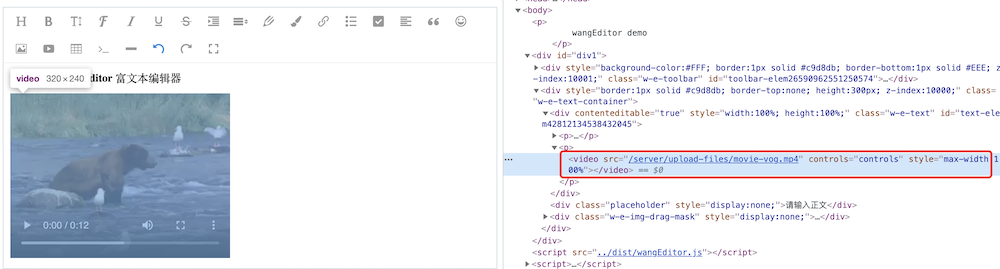 H B T
video 320 × 240
ditor 富文本编辑器
0:00 / 0:12
<body>
<p>
wangEditor demo
</p>
<div id="div1">
<div style="background-color:#FFF; border:1px solid #c9d8db; border-bottom:1px solid #EEE; z
-index:10001;" class="w-e-toolbar" id="toolbar-elem26590962551250574">…</div>
<div style="border:1px solid #c9d8db; border-top:none; height:300px; z-index:10000;" class=
"w-e-text-container">
<div contenteditable="true" style="width:100%; height:100%;" class="w-e-text" id="text-ele
m42812134538432045">
<p>…</p>
<p>
<video src="/server/upload-files/movie-vog.mp4" controls="controls" style="max-width:1
00%"></video> == $0
</p>
</div>
<div class="placeholder" style="display:none;">请输入正文</div>
<div class="w-e-img-drag-mask" style="display:none;">…</div>
</div>
</div>
<script src="../dist/wangEditor.js"></script>
<script>…</script>